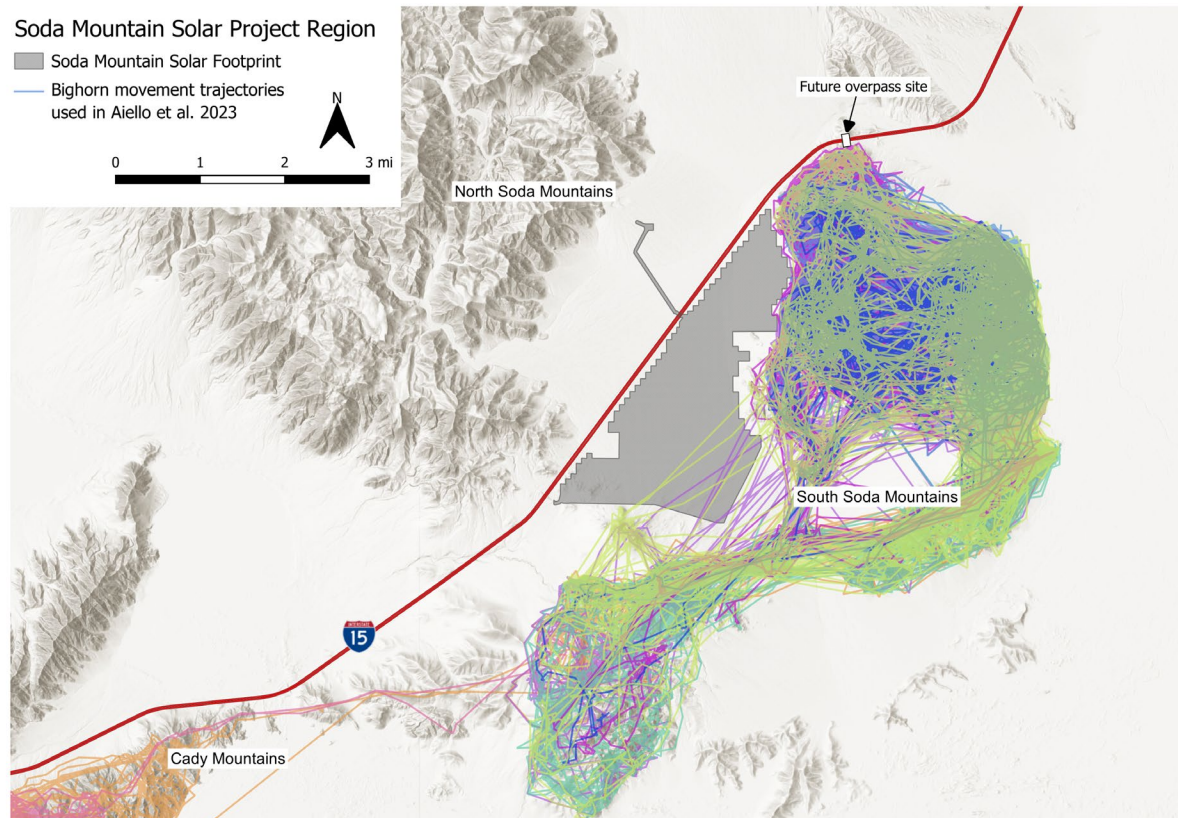 Soda Mountain Solar Project Region
Soda Mountain Solar Footprint
Bighorn movement trajectories
used in Aiello et al. 2023
N
0 1 2 3 mi
Future overpass site
North Soda Mountains
South Soda Mountains
INTERSTATE
15
Cady Mountains